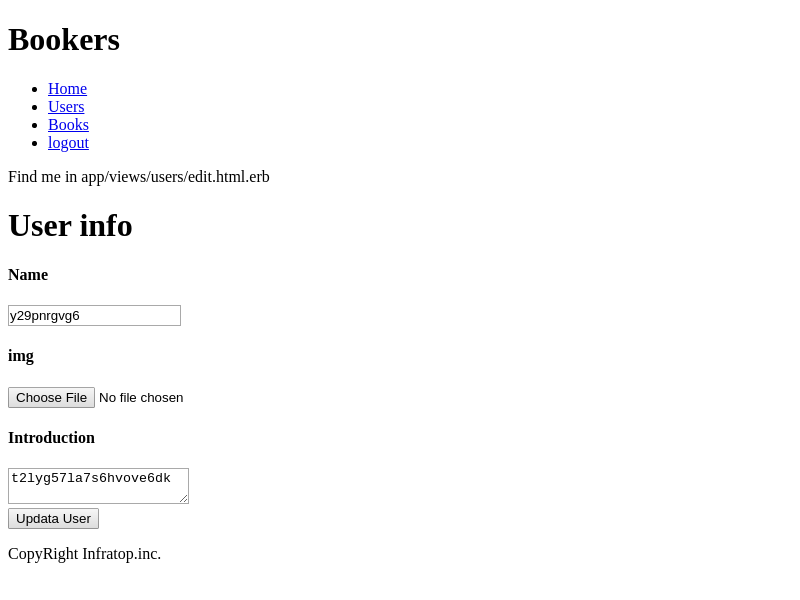 Bookers
Home
Users
Books
logout
Find me in app/views/users/edit.html.erb
User info
Name
y29pnrgvg6
img
Choose File No file chosen
Introduction
t2lyg57la7s6hvove6dk
Updata User
CopyRight Infratop.inc.